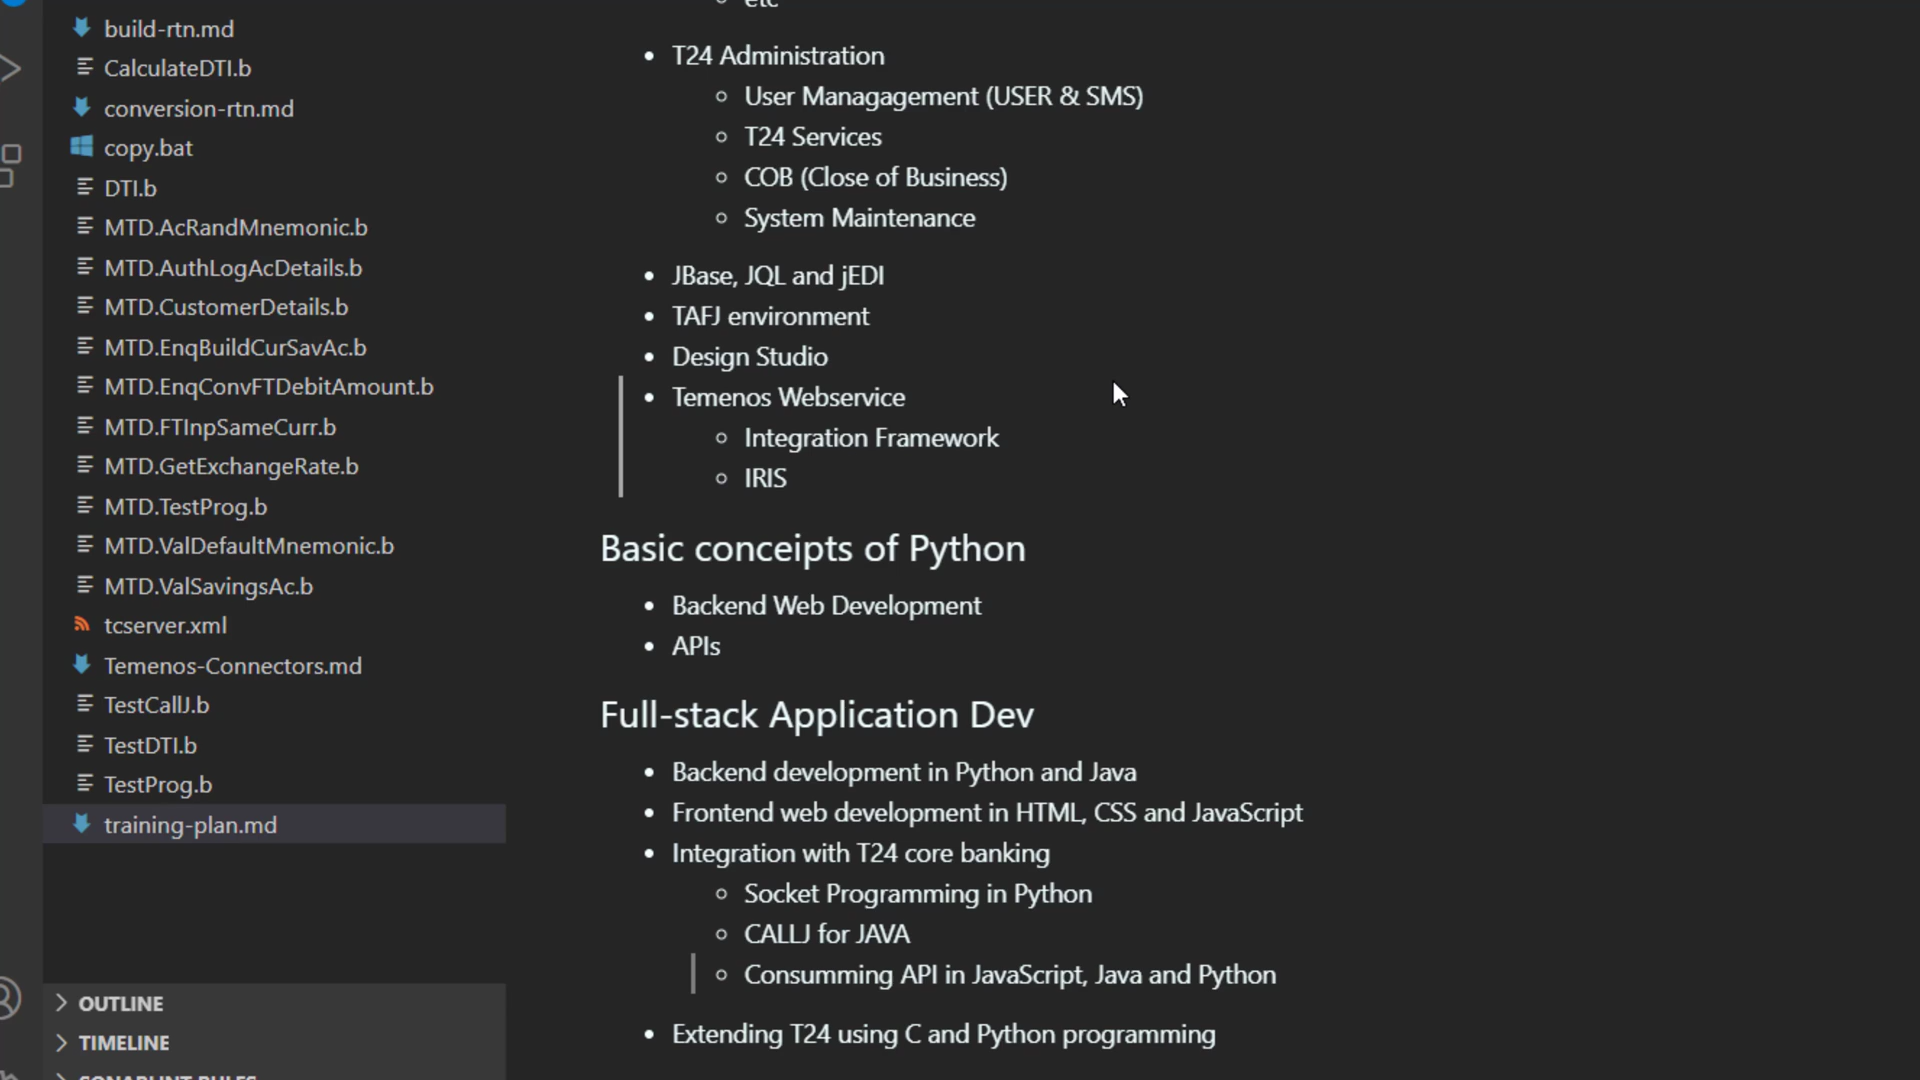 build-rtn.md
CalculateDTI.b
conversion-rtn.md
copy.bat
DTI.b
MTD.AcRandMnemonic.b
MTD.AuthLogAcDetails.b
MTD.CustomerDetails.b
MTD.EnqBuildCurSavAc.b
MTD.EnqConvFTDebitAmount.b
MTD.FTInpSameCurr.b
MTD.GetExchangeRate.b
MTD.TestProg.b
MTD.ValDefaultMnemonic.b
MTD.ValSavingsAc.b
tcserver.xml
Temenos-Connectors.md
TestCallJ.b
TestDTI.b
TestProg.b
training-plan.md
OUTLINE
TIMELINE
SONARLINT RULES
etc
T24 Administration
User Managagement (USER & SMS)
T24 Services
COB (Close of Business)
System Maintenance
JBase, JQL and jEDI
TAFJ environment
Design Studio
Temenos Webservice
Integration Framework
IRIS
Basic conceipts of Python
Backend Web Development
APIs
Full-stack Application Dev
Backend development in Python and Java
Frontend web development in HTML, CSS and JavaScript
Integration with T24 core banking
Socket Programming in Python
CALLJ for JAVA
Consumming API in JavaScript, Java and Python
Extending T24 using C and Python programming